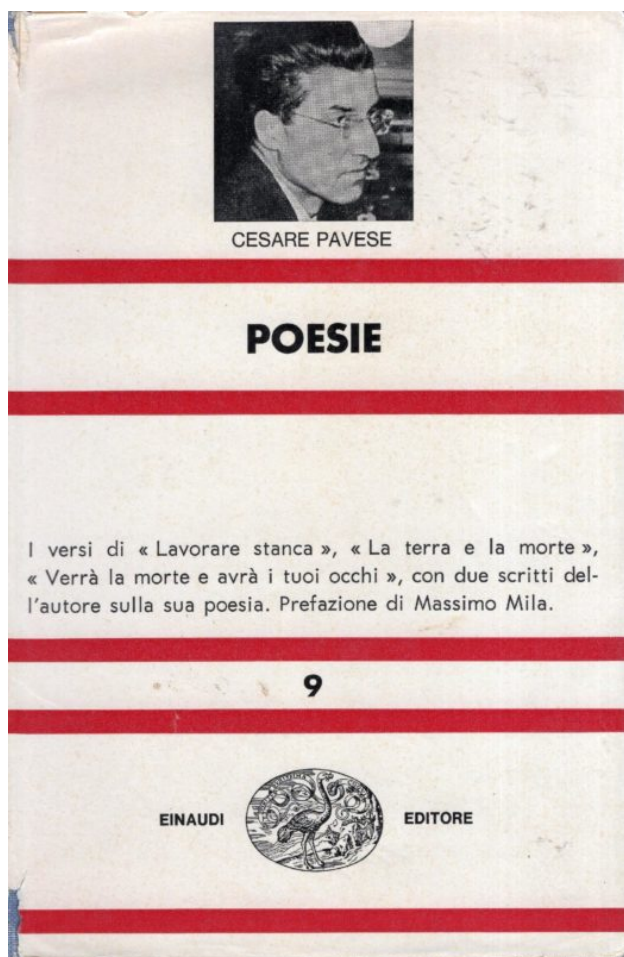 CESARE PAVESE
POESIE
I versi di « Lavorare stanca », « La terra e la morte »,
« Verrà la morte e avrà i tuoi occhi », con due scritti del-
l'autore sulla sua poesia. Prefazione di Massimo Mila.
9
EINAUDI EDITORE